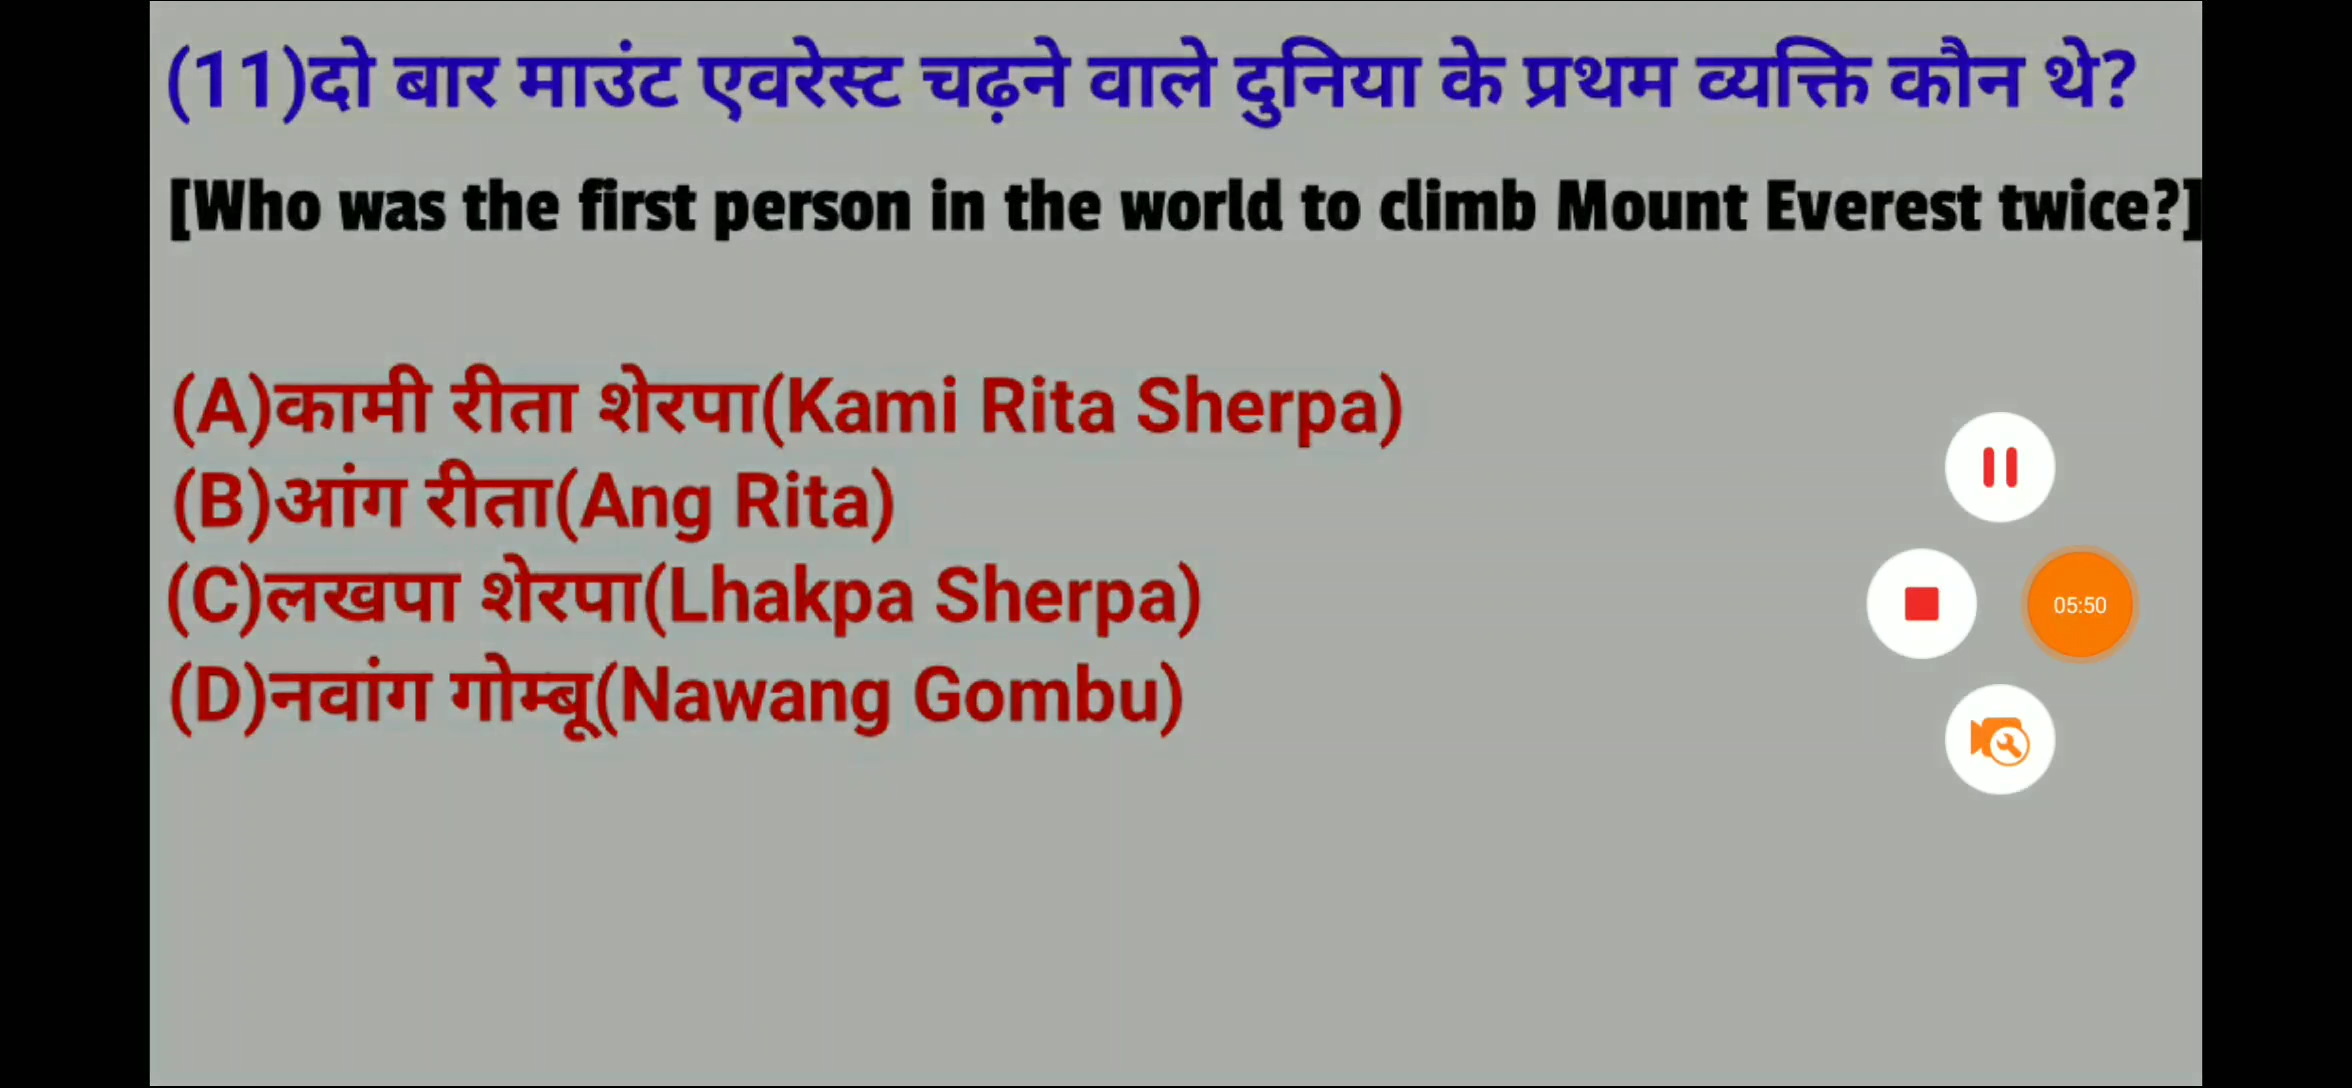 (11)दो बार माउंट एवरेस्ट चढ़ने वाले दुनिया के प्रथम व्यक्ति कौन थे?
[Who was the first person in the world to climb Mount Everest twice?]
(A)कामी रीता शेरपा(Kami Rita Sherpa)
(B)आंग रीता(Ang Rita)
(C)लखपा शेरपा(Lhakpa Sherpa)
05:50
(D)नवांग गोम्बू(Nawang Gombu)